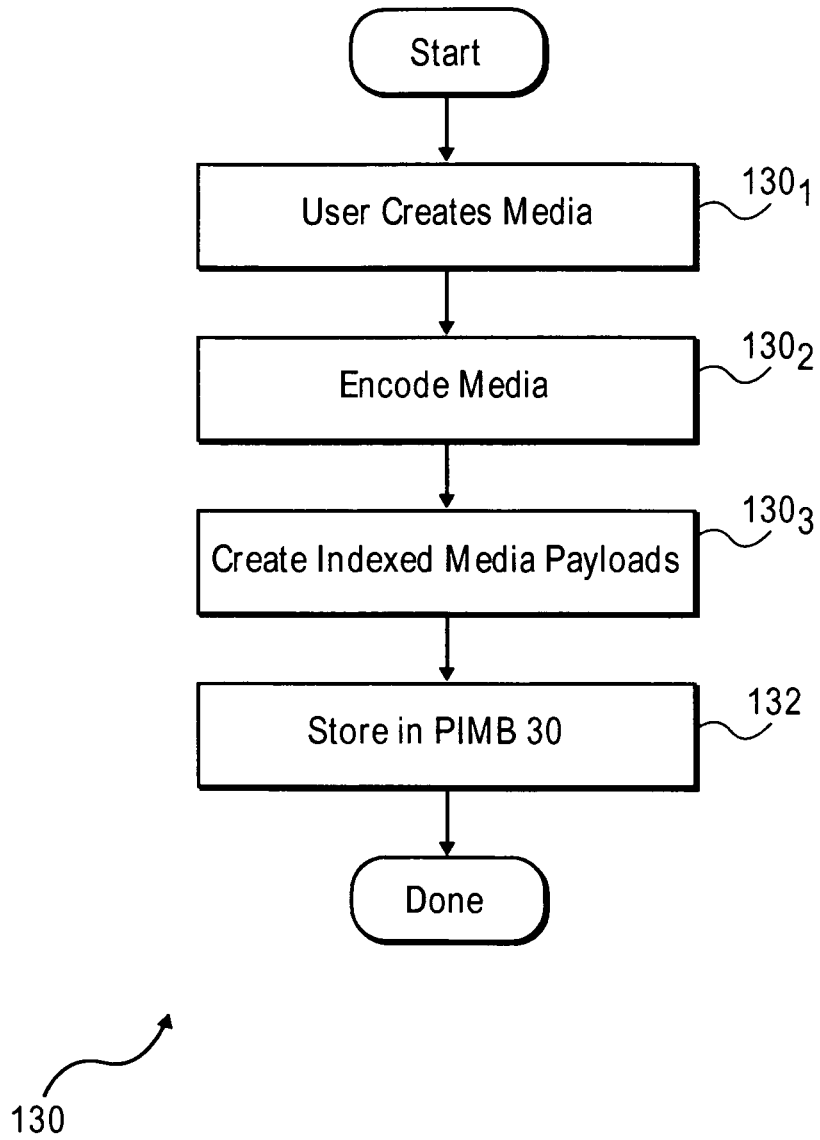 Start
User Creates Media
130₁
Encode Media
130₂
Create Indexed Media Payloads
130₃
Store in PIMB 30
132
Done
130